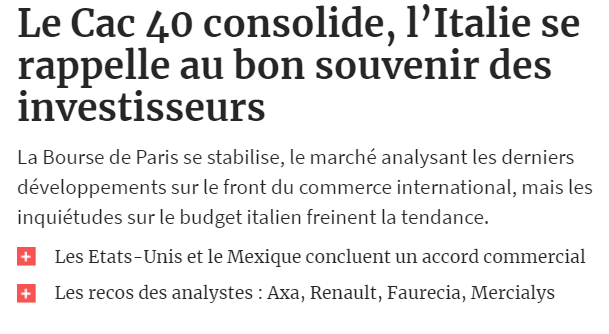 Le Cac 40 consolide, l’Italie se
rappelle au bon souvenir des
investisseurs
La Bourse de Paris se stabilise, le marché analysant les derniers
développements sur le front du commerce international, mais les
inquiétudes sur le budget italien freinent la tendance.
Les Etats-Unis et le Mexique concluent un accord commercial
Les recos des analystes : Axa, Renault, Faurecia, Mercialys